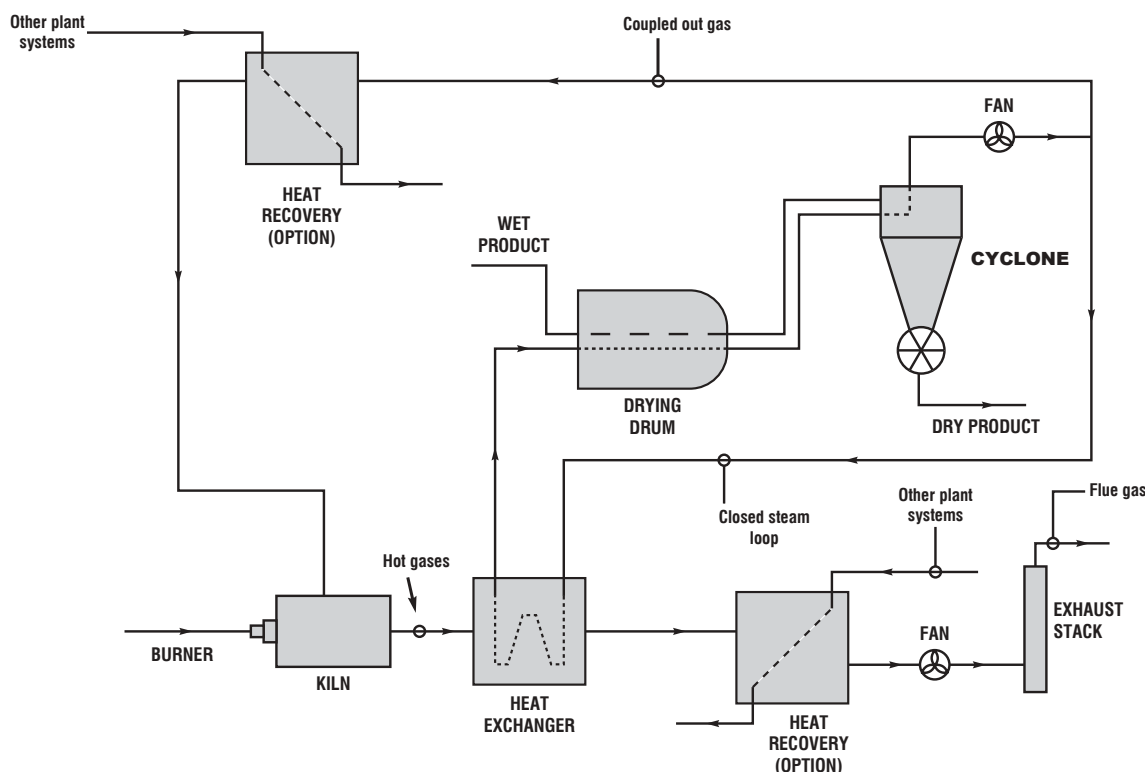 Other plant
systems
Coupled out gas
FAN
HEAT
RECOVERY
(OPTION)
WET
PRODUCT
CYCLONE
DRYING
DRUM
DRY PRODUCT
Closed steam
loop
Other plant
systems
Flue gas
Hot gases
BURNER
KILN
HEAT
EXCHANGER
HEAT
RECOVERY
(OPTION)
FAN
EXHAUST
STACK